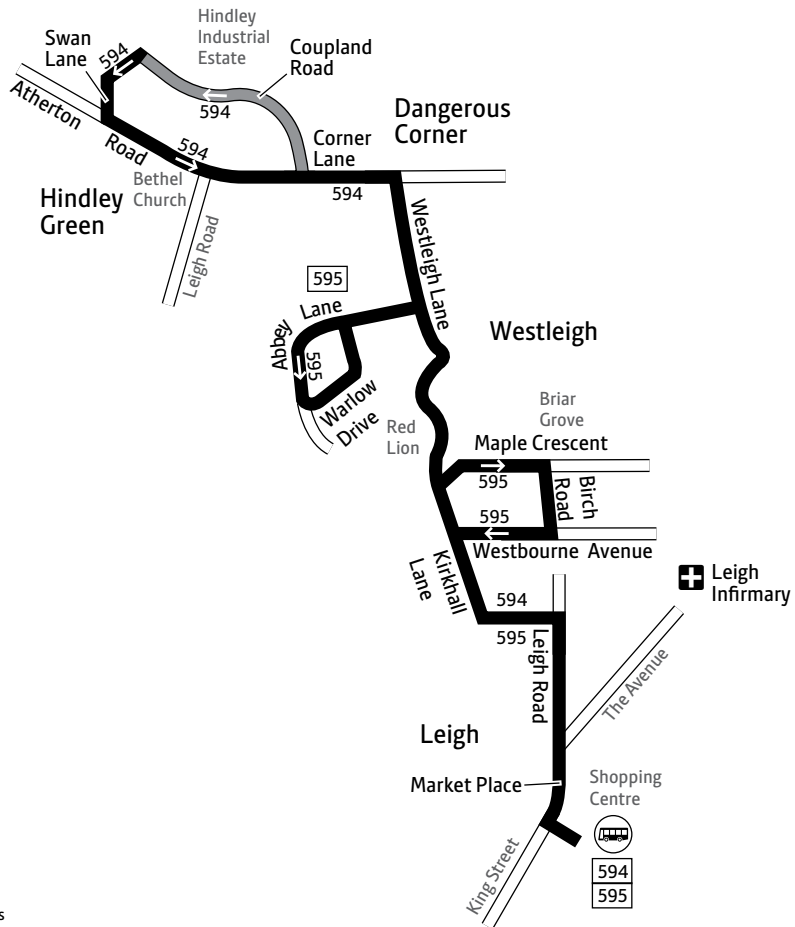 Hindley
Industrial
Estate
Swan
Lane
594
Coupland
Road
594
Atherton
Road
594
Dangerous
Corner
Corner
Lane
594
Bethel
Church
Hindley
Green
Leigh Road
Westleigh Lane
595
Abbey Lane
595
Warlow
Drive
Westleigh
Red
Lion
Briar
Grove
Maple Crescent
595
Birch
Road
595
Westbourne Avenue
Kirkhall
Lane
594
595
Leigh Road
Leigh
Infirmary
The Avenue
Leigh
Market Place
Shopping
Centre
King Street
594
595
s